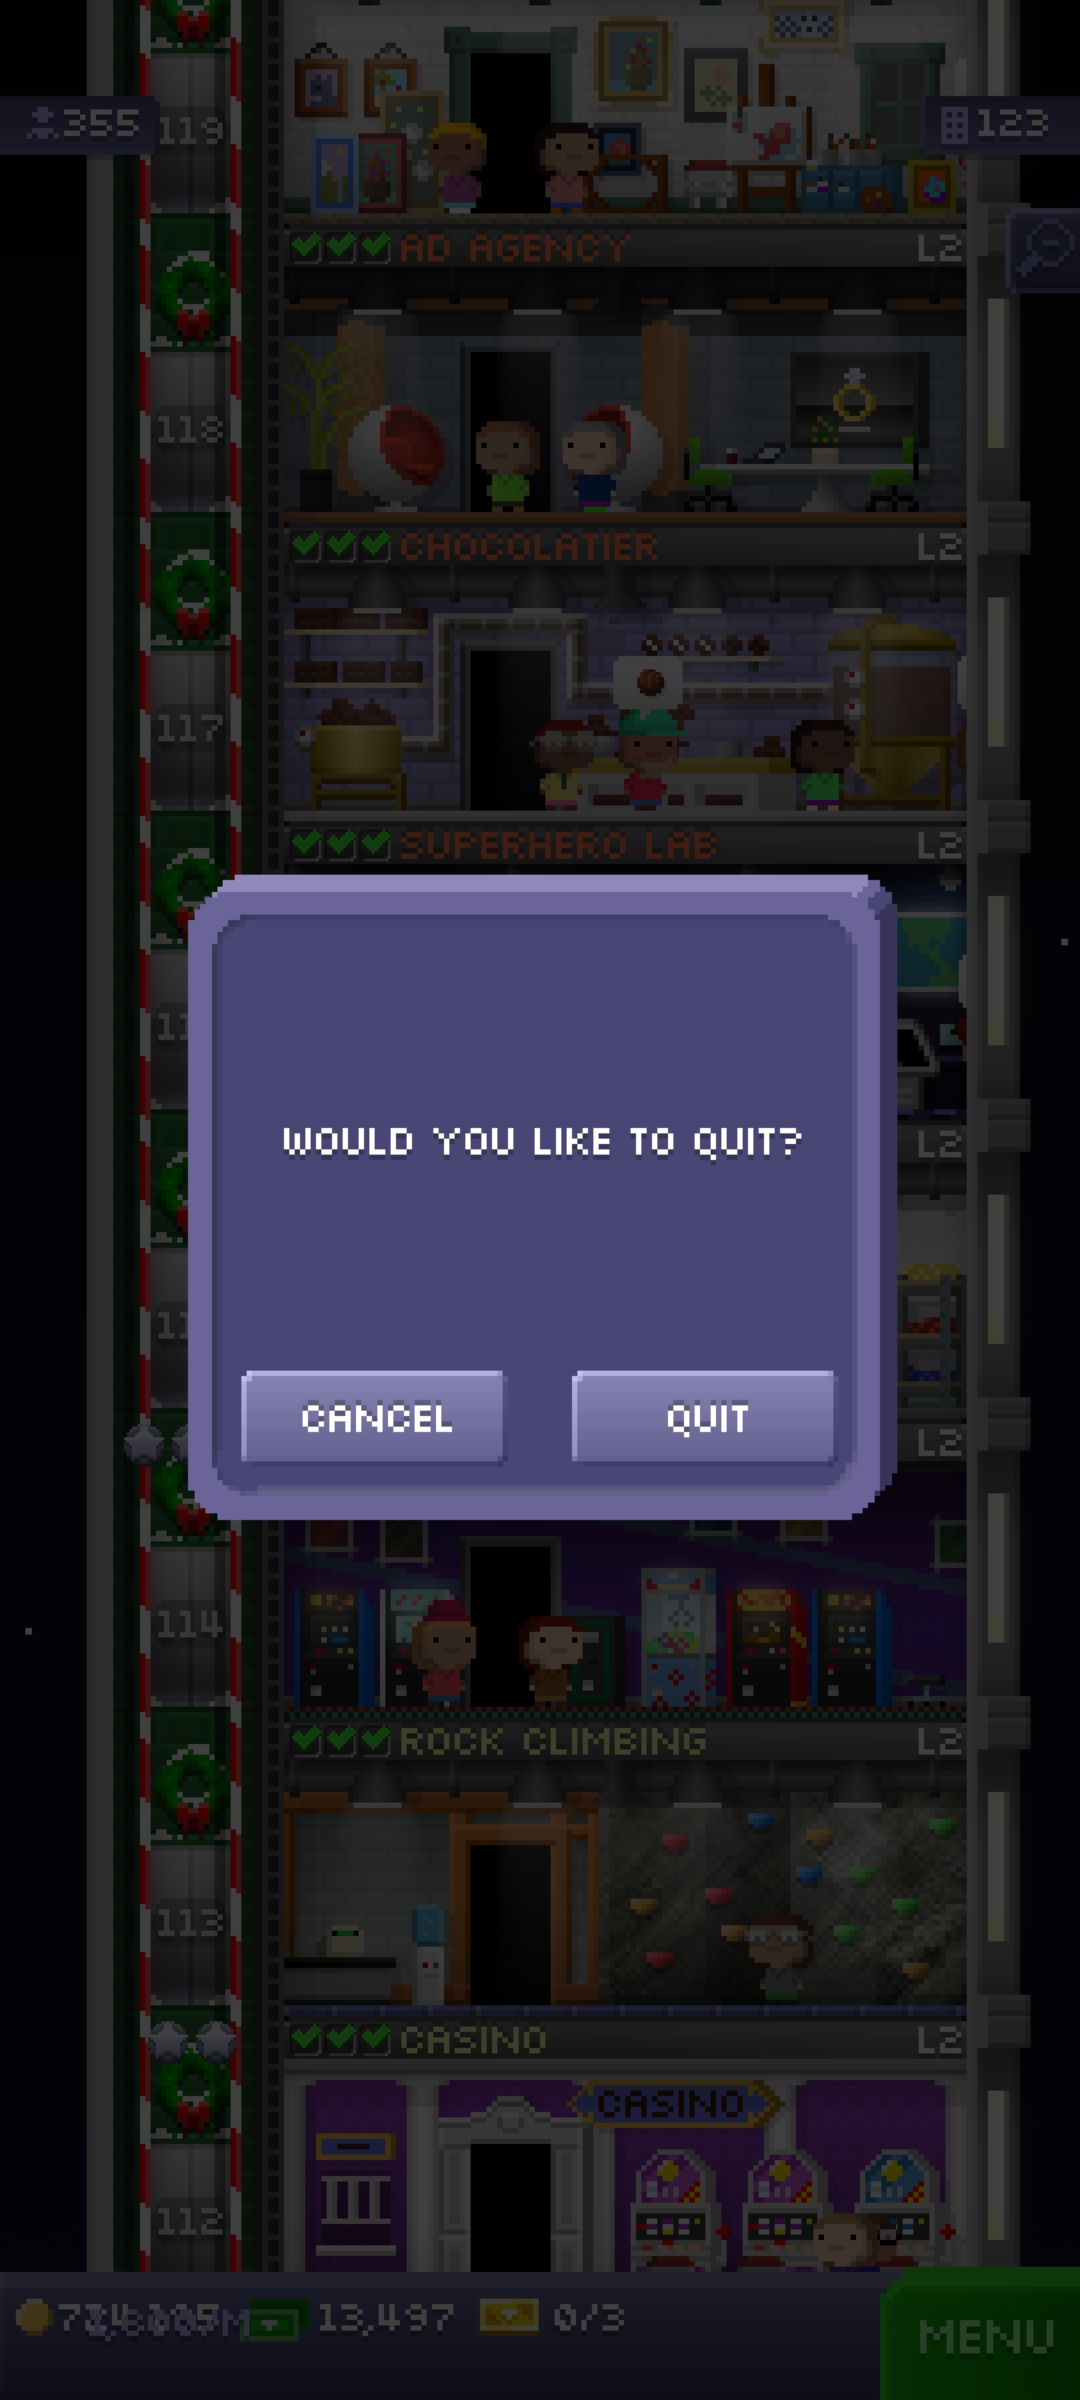 355
119
123
AD AGENCY
L2
118
CHOCOLATIER
L2
117
SUPERHERO LAB
L2
L2
WOULD YOU LIKE TO QUIT?
CANCEL
QUIT
L2
114
ROCK CLIMBING
L2
113
CASINO
L2
CASINO
112
13,497
0/3
MENU